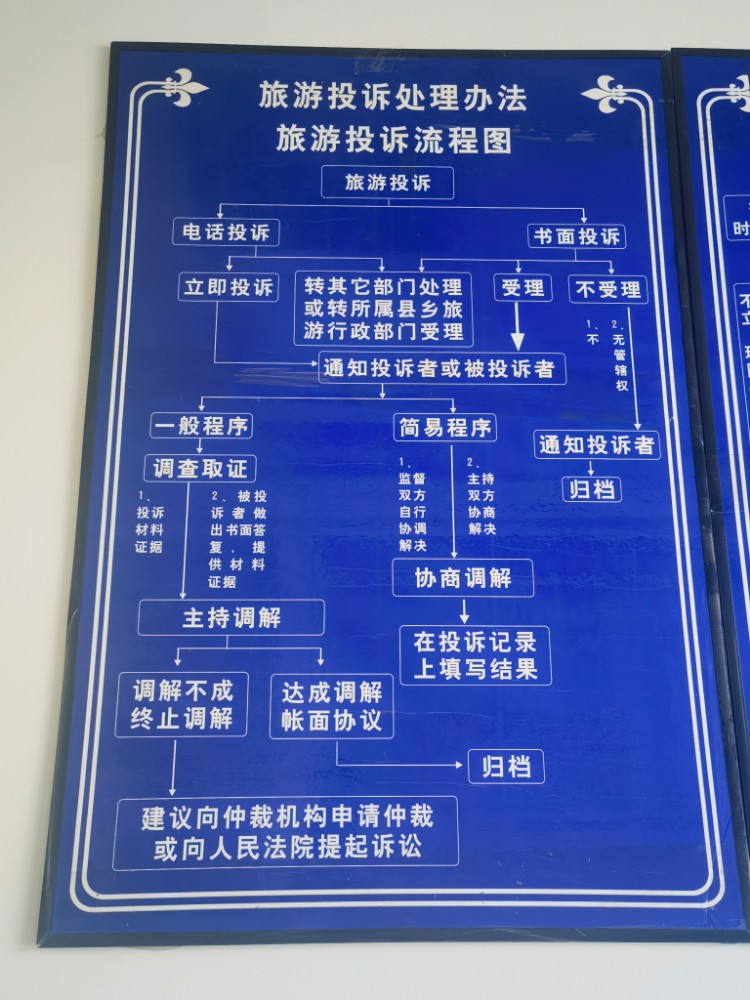 旅游投诉处理办法
旅游投诉流程图
旅游投诉
电话投诉
书面投诉
立即投诉
转其它部门处理
或转所属县乡旅
游行政部门受理
受理
不受理
1、
不
2、
无管辖权
通知投诉者或被投诉者
一般程序
简易程序
通知投诉者
归档
调查取证
1、
投诉
材料
证据
2、被投
诉者做
出书面答
复,提
供材料
证据
1、
监督
双方
自行
协调
解决
2、
主持
双方
协商
解决
协商调解
主持调解
在投诉记录
上填写结果
调解不成
终止调解
达成调解
帐面协议
归档
建议向仲裁机构申请仲裁
或向人民法院提起诉讼
时
不
立